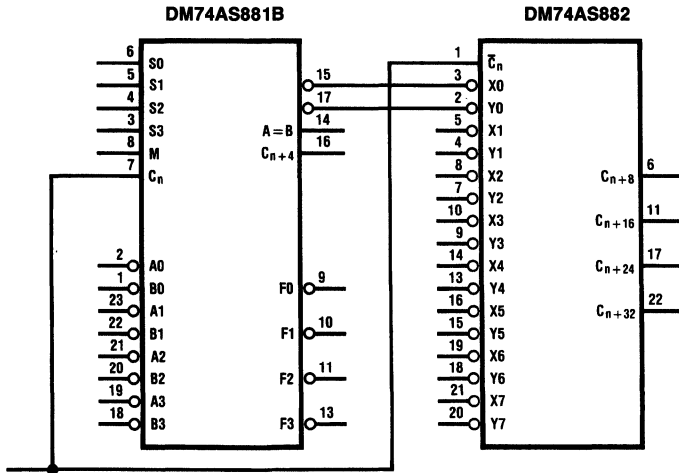 DM74AS881B
6 S0
5 S1
4 S2
3 S3
8 M
7 Cn
2 A0
1 B0
23 A1
22 B1
21 A2
20 B2
19 A3
18 B3
15
17
A=B 14
Cn+4 16
F0 9
F1 10
F2 11
F3 13
DM74AS882
1 C̅n
3 X0
2 Y0
5 X1
4 Y1
8 X2
7 Y2
10 X3
9 Y3
14 X4
13 Y4
16 X5
15 Y5
19 X6
18 Y6
21 X7
20 Y7
Cn+8 6
Cn+16 11
Cn+24 17
Cn+32 22